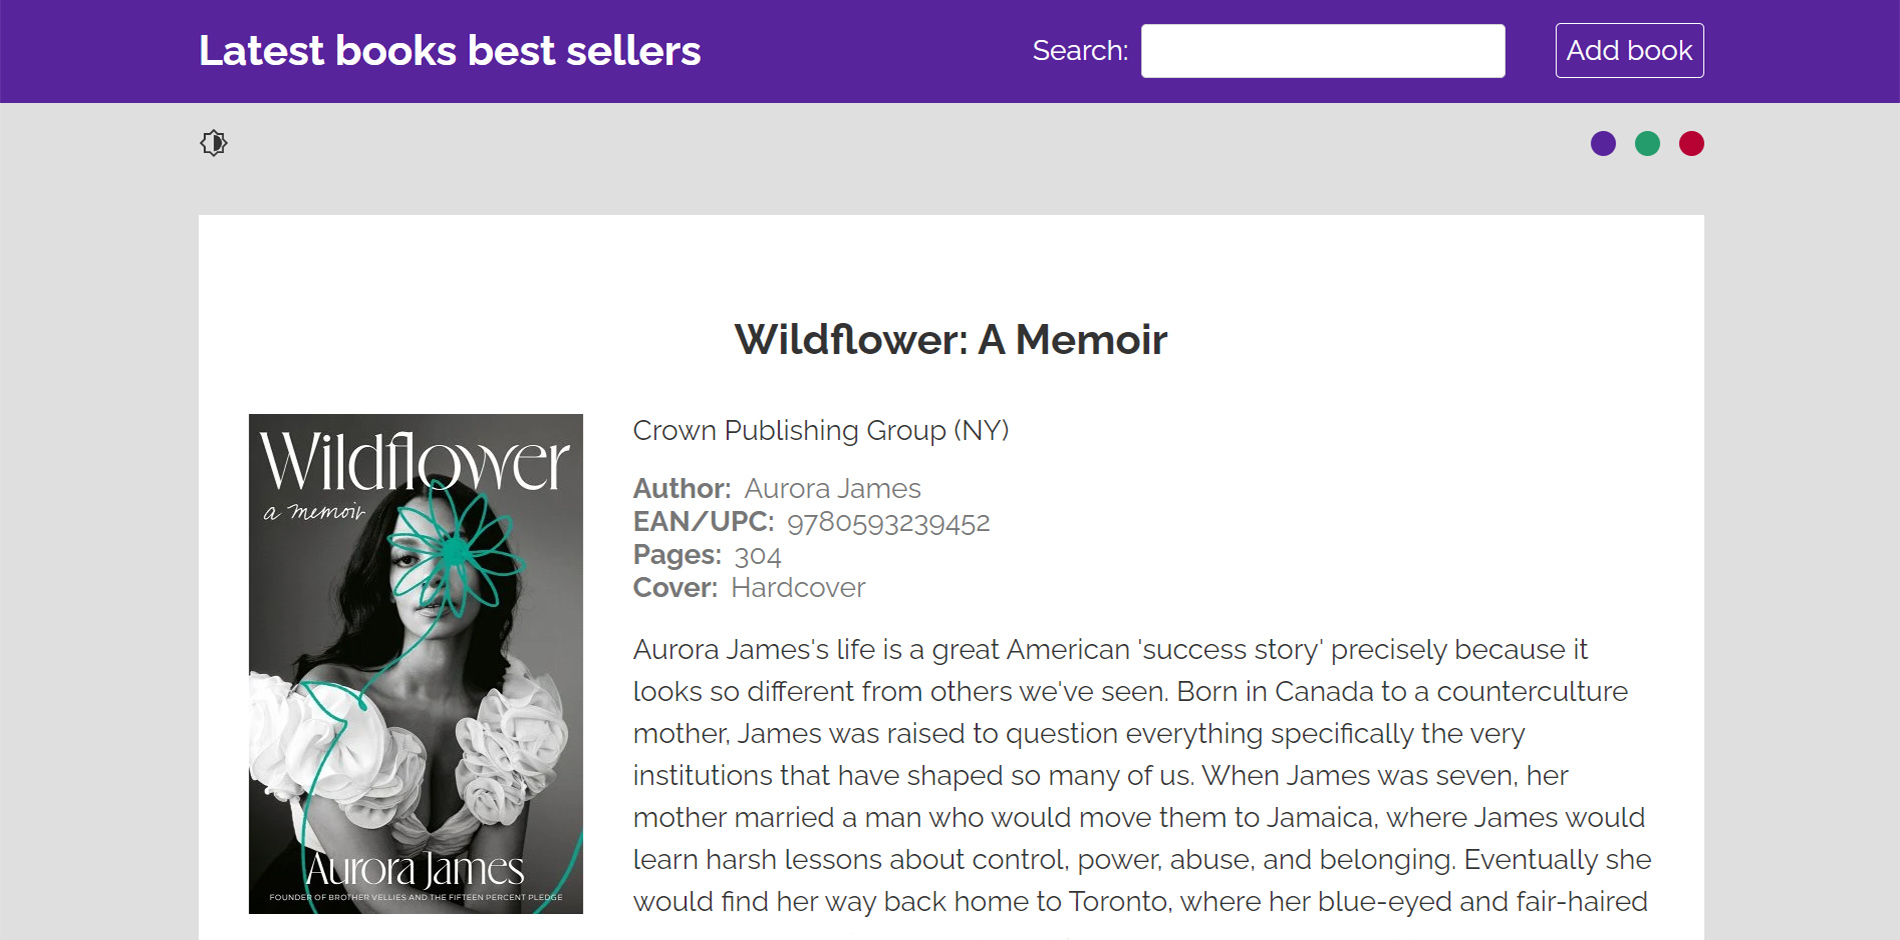 Latest books best sellers
Search:
Add book
Wildflower: A Memoir
Wildflower
a memoir
Aurora James
FOUNDER OF BROTHER VELLIES AND THE FIFTEEN PERCENT PLEDGE
Crown Publishing Group (NY)
Author: Aurora James
EAN/UPC: 9780593239452
Pages: 304
Cover: Hardcover
Aurora James's life is a great American 'success story' precisely because it
looks so different from others we've seen. Born in Canada to a counterculture
mother, James was raised to question everything specifically the very
institutions that have shaped so many of us. When James was seven, her
mother married a man who would move them to Jamaica, where James would
learn harsh lessons about control, power, abuse, and belonging. Eventually she
would find her way back home to Toronto, where her blue-eyed and fair-haired